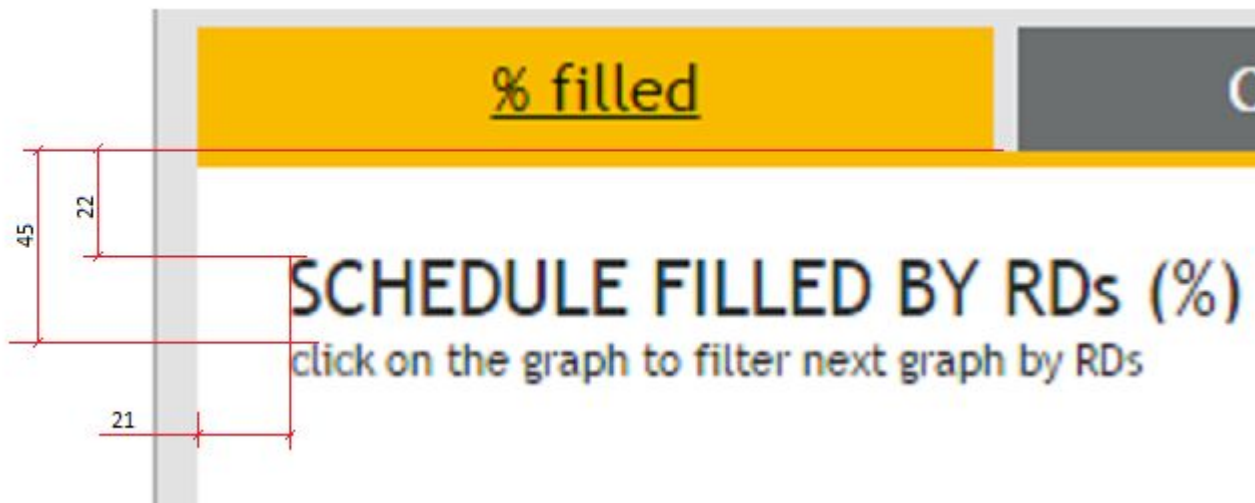 % filled
22
45
SCHEDULE FILLED BY RDs (%)
click on the graph to filter next graph by RDs
21